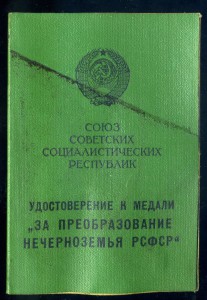 СОЮЗ
СОВЕТСКИХ
СОЦИАЛИСТИЧЕСКИХ
РЕСПУБЛИК
УДОСТОВЕРЕНИЕ К МЕДАЛИ
„ЗА ПРЕОБРАЗОВАНИЕ
НЕЧЕРНОЗЕМЬЯ РСФСР“